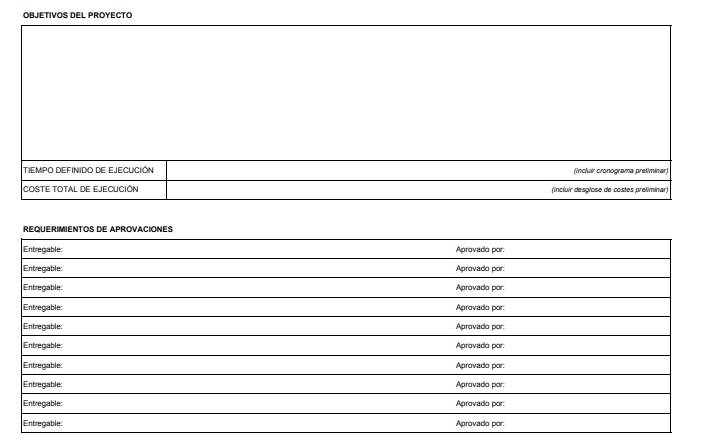 OBJETIVOS DEL PROYECTO
TIEMPO DEFINIDO DE EJECUCIÓN (incluir cronograma preliminar)
COSTE TOTAL DE EJECUCIÓN (incluir desglose de costes preliminar)
REQUERIMIENTOS DE APROVACIONES
Entregable: Aprovado por:
Entregable: Aprovado por:
Entregable: Aprovado por:
Entregable: Aprovado por:
Entregable: Aprovado por:
Entregable: Aprovado por:
Entregable: Aprovado por:
Entregable: Aprovado por:
Entregable: Aprovado por:
Entregable: Aprovado por: